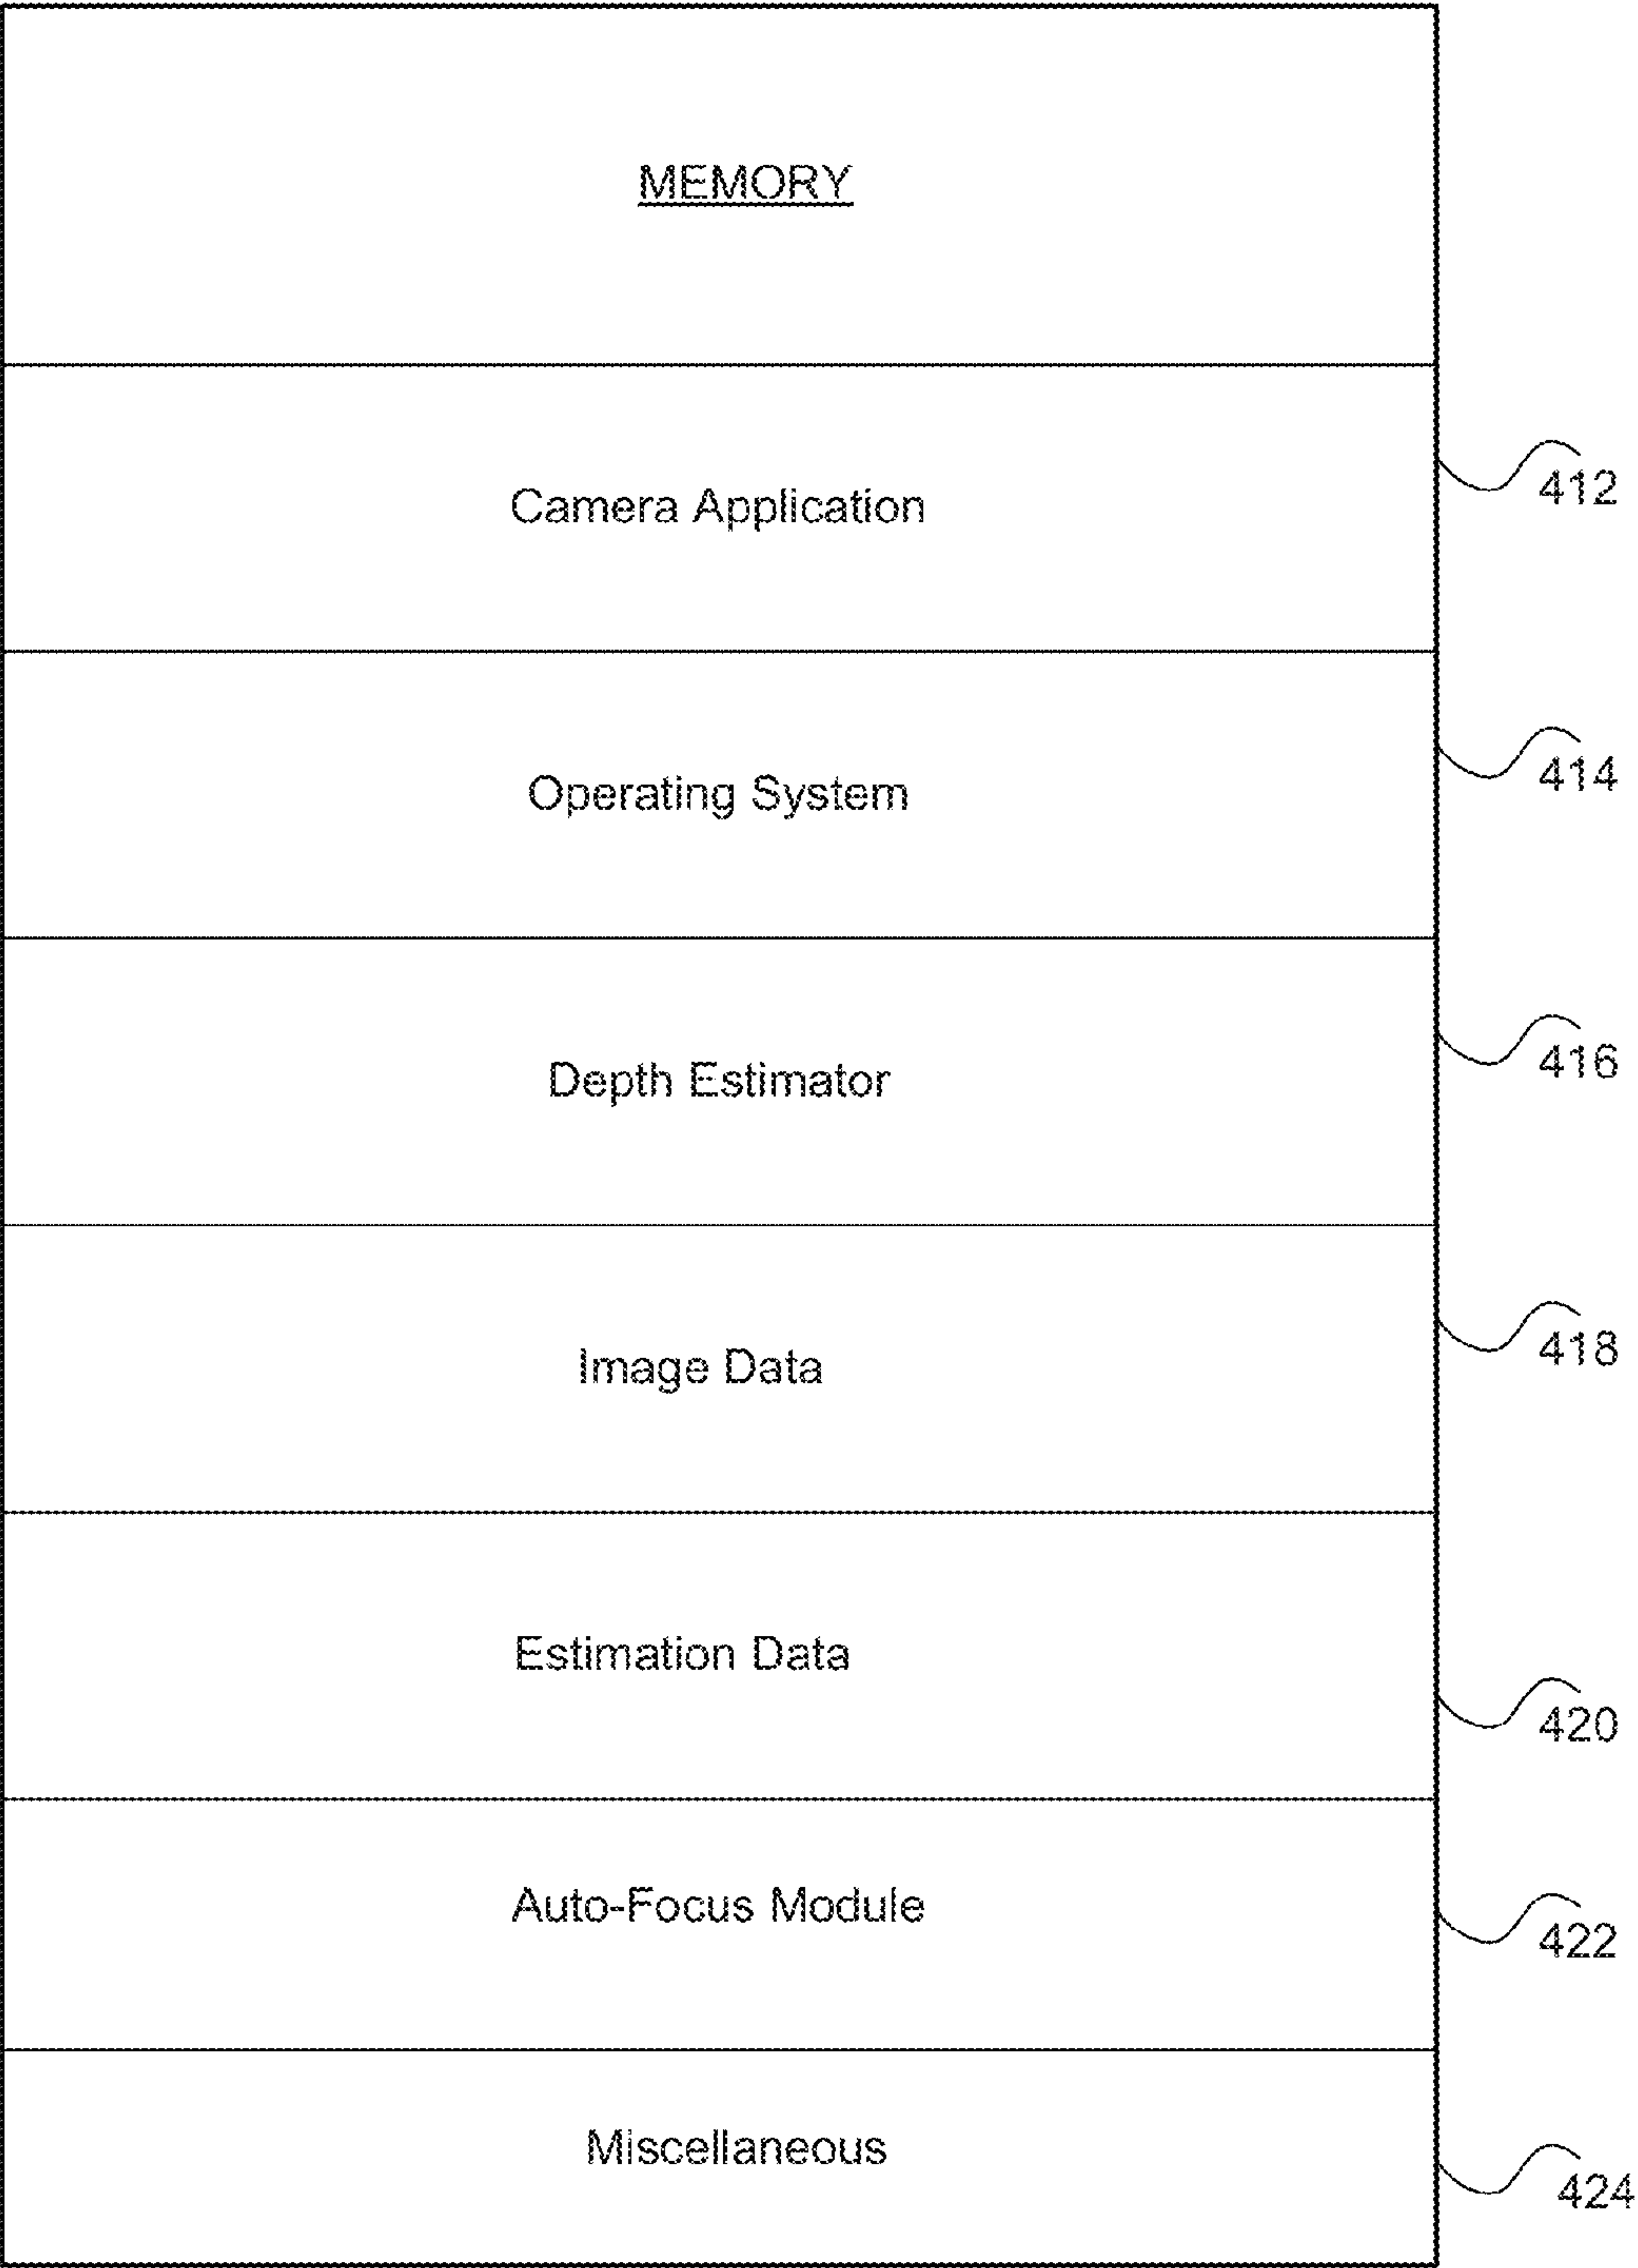 MEMORY
Camera Application
412
Operating System
414
Depth Estimator
416
Image Data
418
Estimation Data
420
Auto-Focus Module
422
Miscellaneous
424